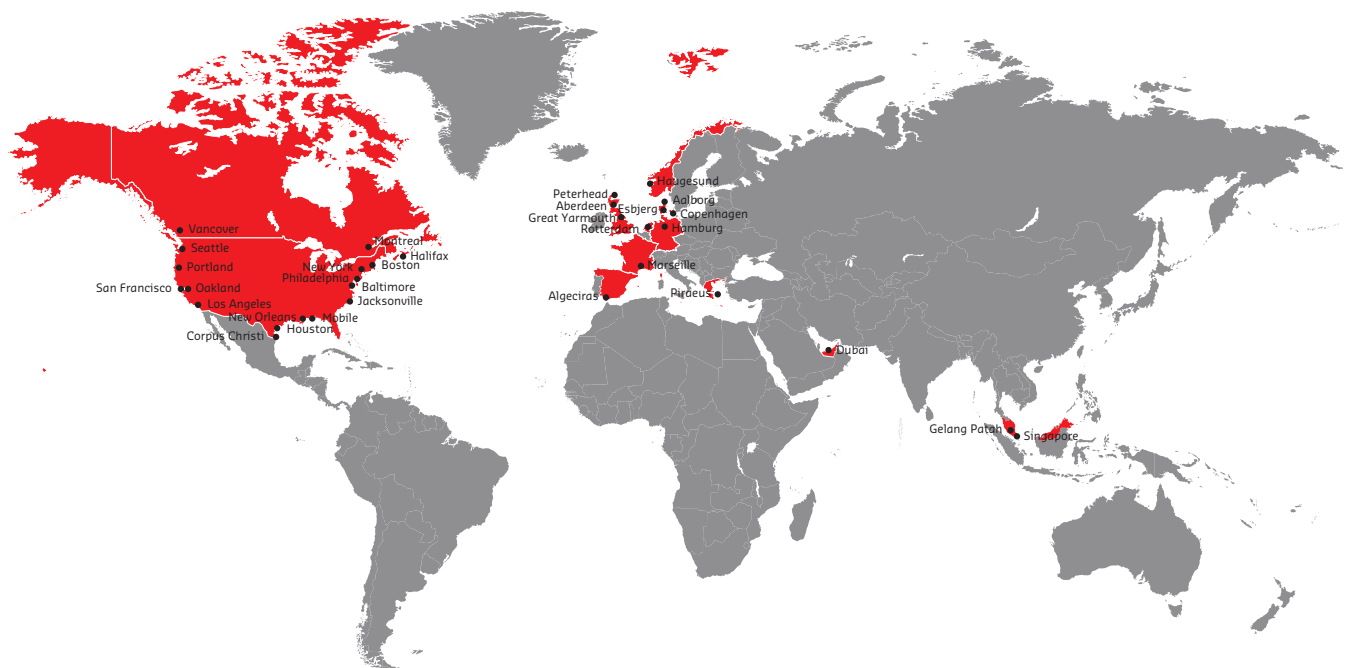 Vancouver
Seattle
Portland
San Francisco
Oakland
Los Angeles
New Orleans
Mobile
Houston
Corpus Christi
Montreal
Halifax
New York
Boston
Philadelphia
Baltimore
Jacksonville
Haugesund
Peterhead
Aberdeen
Esbjerg
Aalborg
Copenhagen
Great Yarmouth
Rotterdam
Hamburg
Marseille
Algeciras
Piraeus
Dubai
Gelang Patah
Singapore